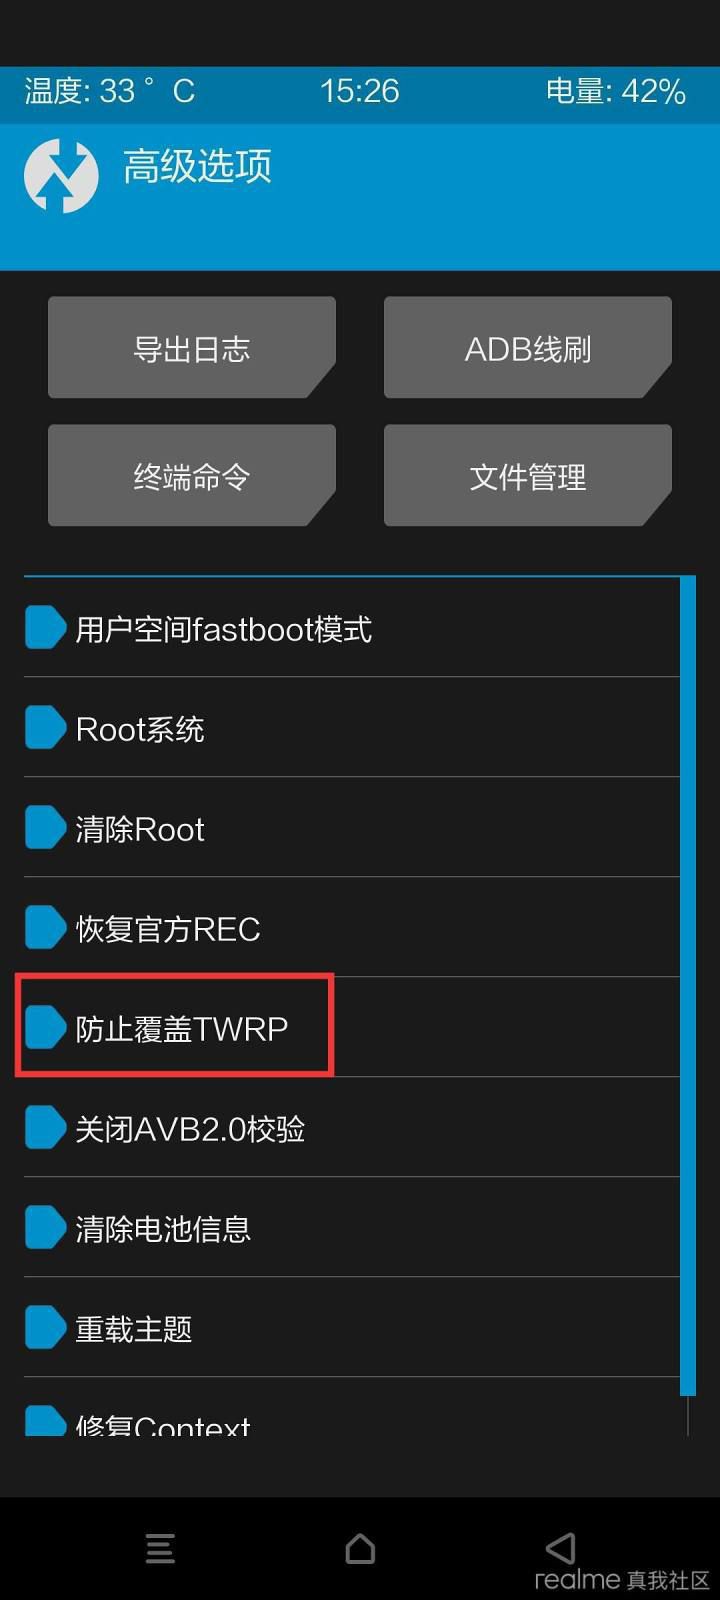 温度: 33 ° C 15:26 电量: 42%
高级选项
导出日志 ADB线刷
终端命令 文件管理
用户空间fastboot模式
Root系统
清除Root
恢复官方REC
防止覆盖TWRP
关闭AVB2.0校验
清除电池信息
重载主题
修复Context
realme 真我社区